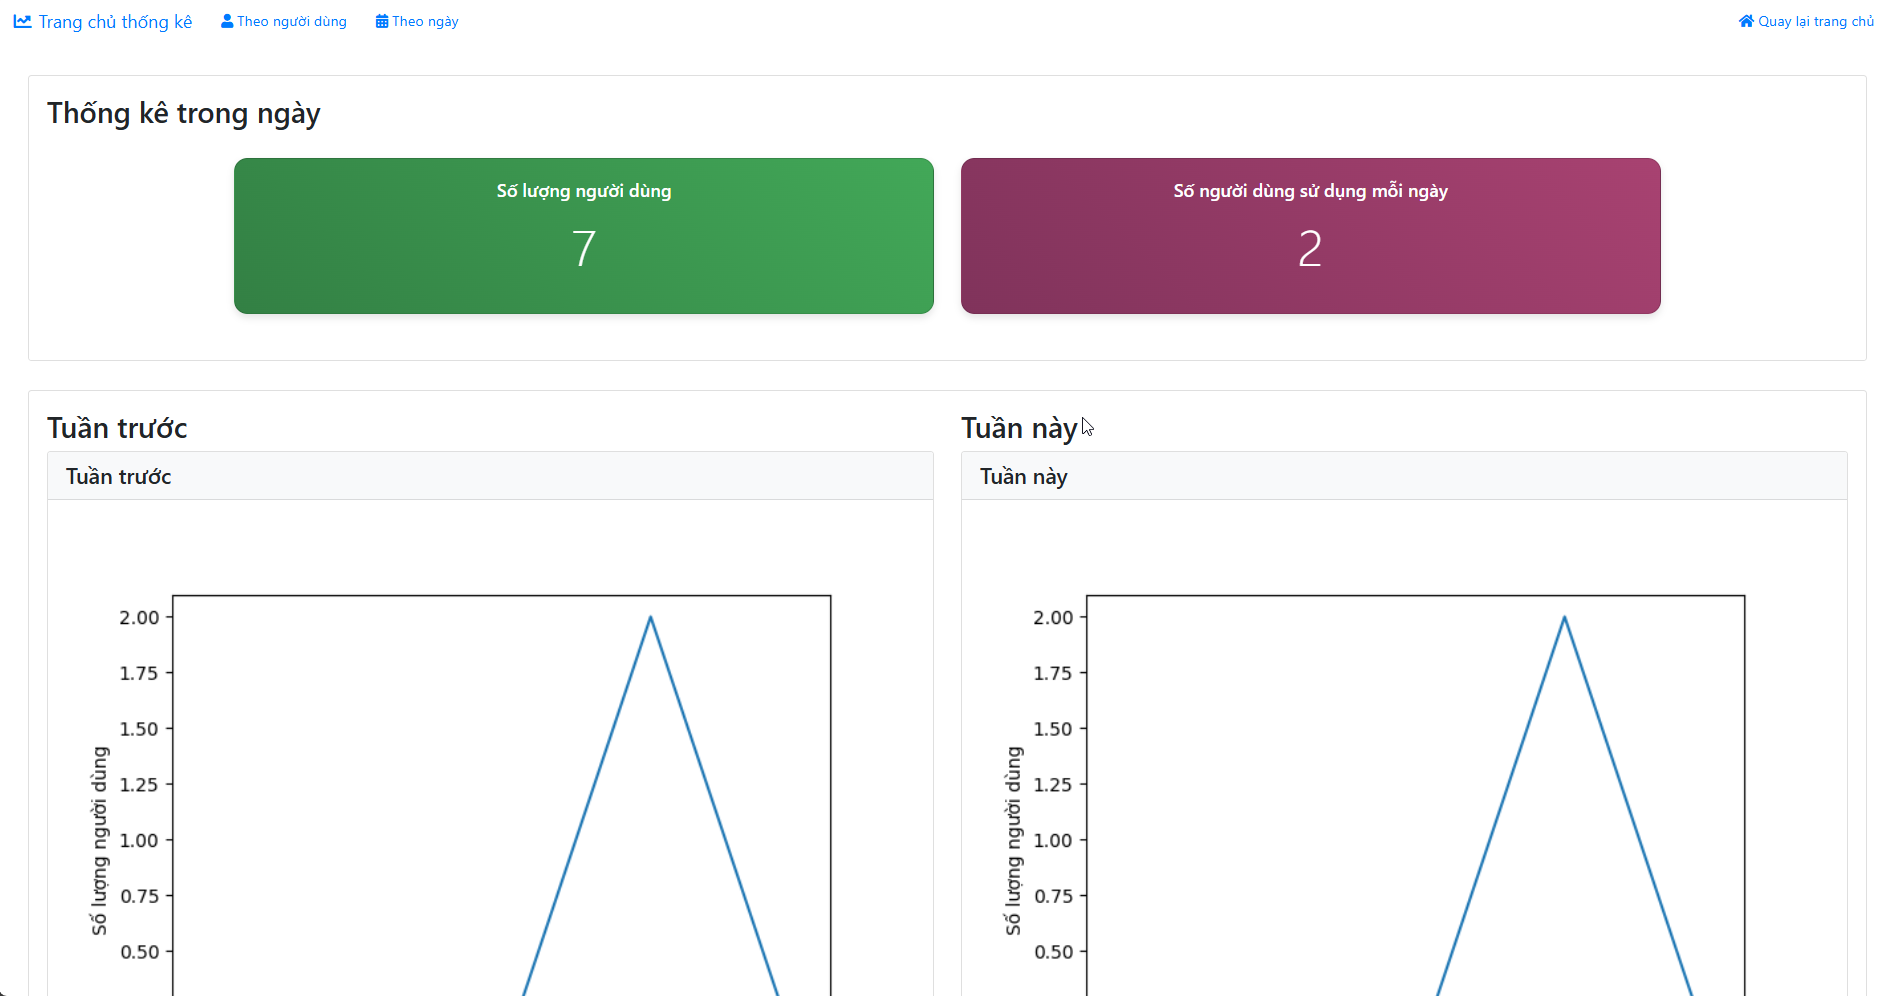 Trang chủ thống kê Theo người dùng Theo ngày Quay lại trang chủ
Thống kê trong ngày
Số lượng người dùng
7
Số người dùng sử dụng mỗi ngày
2
Tuần trước
Tuần trước
2.00
1.75
1.50
1.25
1.00
0.75
0.50
Số lượng người dùng
Tuần này
Tuần này
2.00
1.75
1.50
1.25
1.00
0.75
0.50
Số lượng người dùng